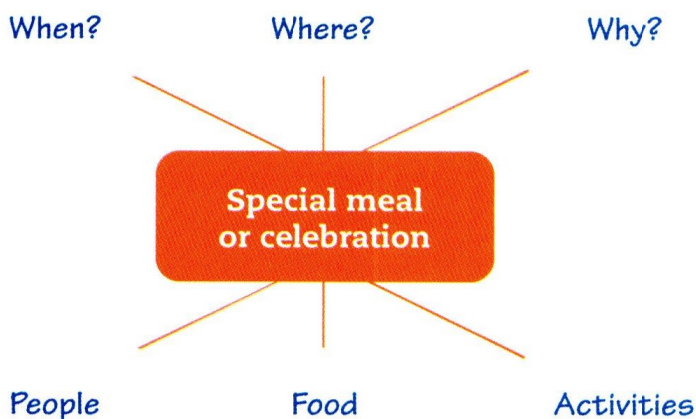 When?
Where?
Why?
Special meal
or celebration
People
Food
Activities